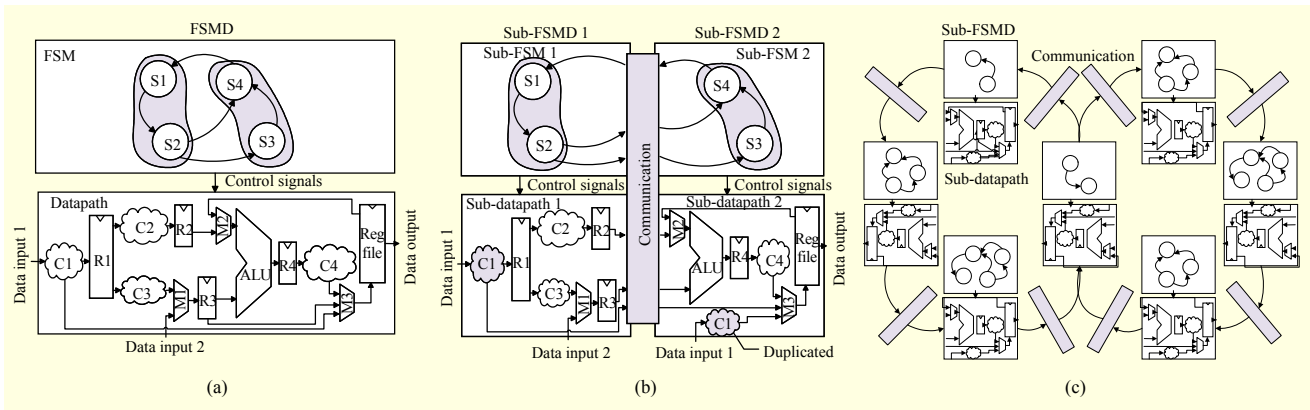 FSMD
FSM
S1
S4
S2
S3
Control signals
Datapath
Data input 1
C1
R1
C2
R2
M2
C3
M1
R3
ALU
R4
C4
M3
Reg
file
Data output
Data input 2
(a)
Sub-FSMD 1
Sub-FSMD 2
Sub-FSM 1
Sub-FSM 2
S1
S4
S2
S3
Communication
Control signals
Control signals
Sub-datapath 1
Sub-datapath 2
Data input 1
C1
R1
C2
R2
C3
M1
R3
M2
ALU
R4
C4
M3
Reg
file
Data output
C1
Data input 2
Data input 1
Duplicated
(b)
Sub-FSMD
Communication
Sub-datapath
(c)